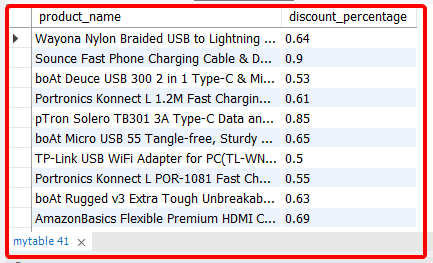 product_name discount_percentage
Wayona Nylon Braided USB to Lightning ... 0.64
Sounce Fast Phone Charging Cable & D... 0.9
boAt Deuce USB 300 2 in 1 Type-C & Mi... 0.53
Portronics Konnect L 1.2M Fast Chargin... 0.61
pTron Solero TB301 3A Type-C Data an... 0.85
boAt Micro USB 55 Tangle-free, Sturdy ... 0.65
TP-Link USB WiFi Adapter for PC(TL-WN... 0.5
Portronics Konnect L POR-1081 Fast Ch... 0.55
boAt Rugged v3 Extra Tough Unbreakab... 0.63
AmazonBasics Flexible Premium HDMI C... 0.69
mytable 41